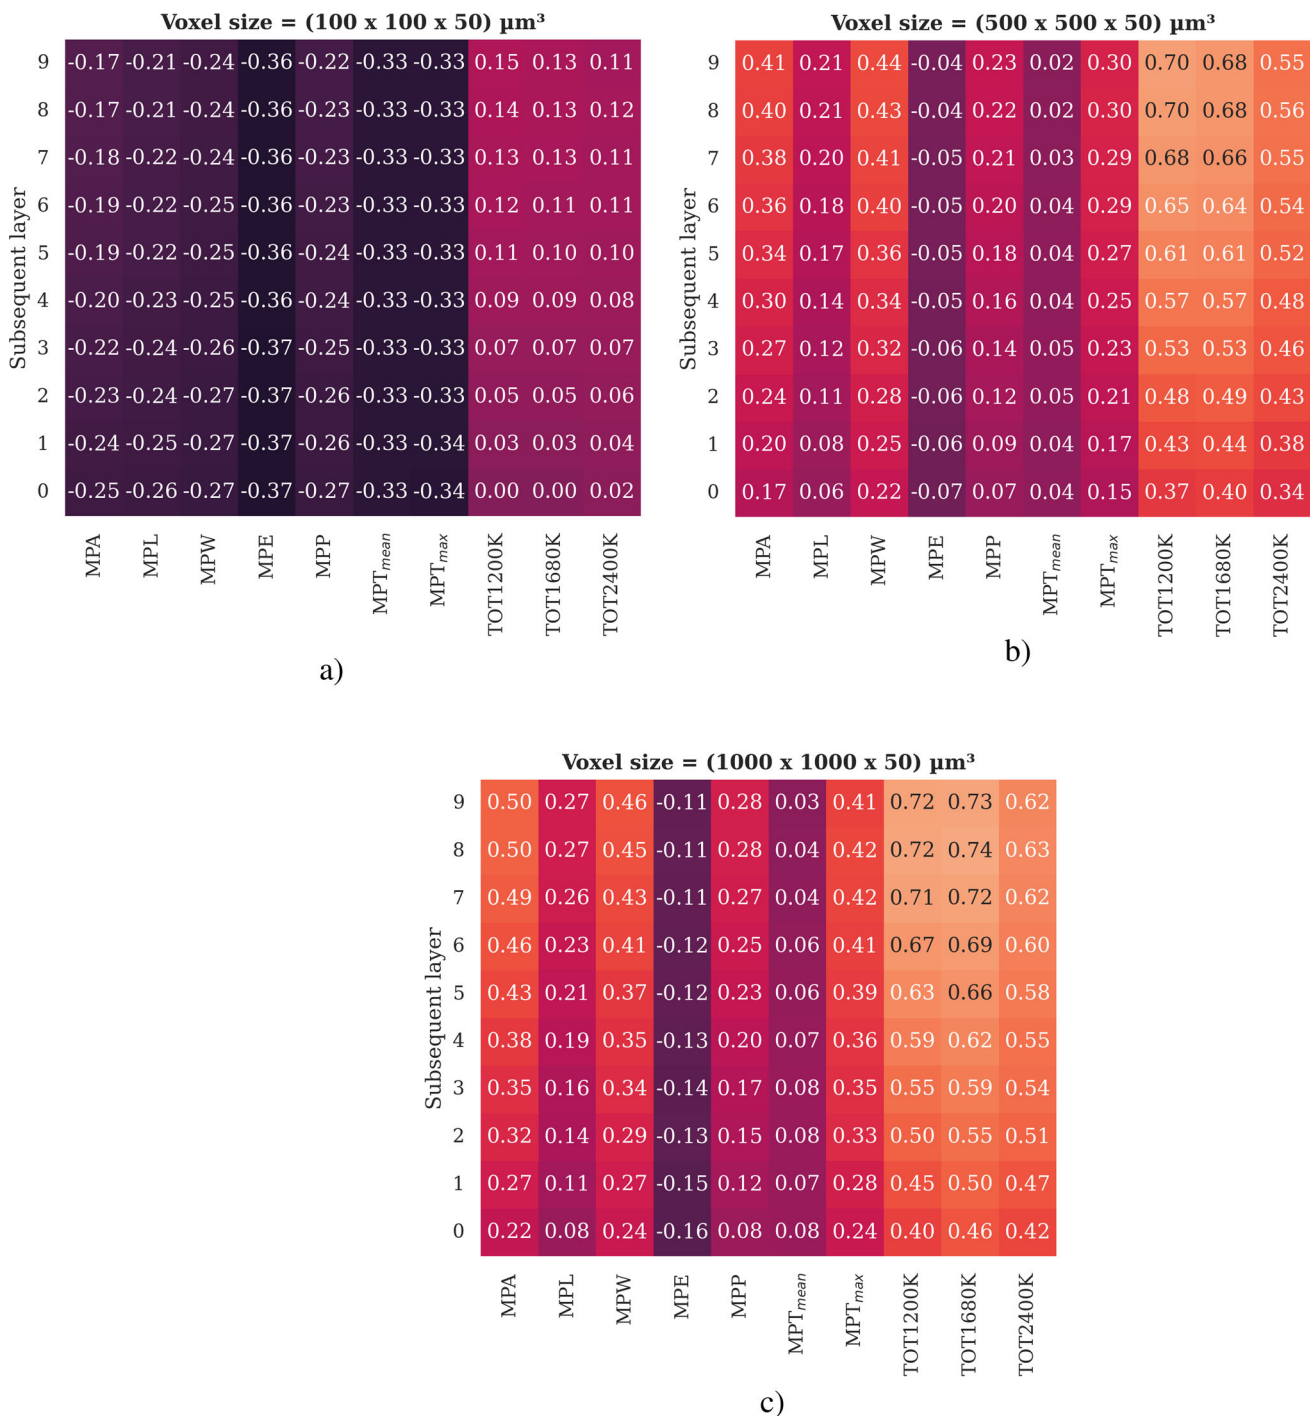 Voxel size = (100 x 100 x 50) µm³
Subsequent layer
9 -0.17 -0.21 -0.24 -0.36 -0.22 -0.33 -0.33 0.15 0.13 0.11
8 -0.17 -0.21 -0.24 -0.36 -0.23 -0.33 -0.33 0.14 0.13 0.12
7 -0.18 -0.22 -0.24 -0.36 -0.23 -0.33 -0.33 0.13 0.13 0.11
6 -0.19 -0.22 -0.25 -0.36 -0.23 -0.33 -0.33 0.12 0.11 0.11
5 -0.19 -0.22 -0.25 -0.36 -0.24 -0.33 -0.33 0.11 0.10 0.10
4 -0.20 -0.23 -0.25 -0.36 -0.24 -0.33 -0.33 0.09 0.09 0.08
3 -0.22 -0.24 -0.26 -0.37 -0.25 -0.33 -0.33 0.07 0.07 0.07
2 -0.23 -0.24 -0.27 -0.37 -0.26 -0.33 -0.33 0.05 0.05 0.06
1 -0.24 -0.25 -0.27 -0.37 -0.26 -0.33 -0.34 0.03 0.03 0.04
0 -0.25 -0.26 -0.27 -0.37 -0.27 -0.33 -0.34 0.00 0.00 0.02
MPA MPL MPW MPE MPP MPTmean MPTmax TOT1200K TOT1680K TOT2400K
a)
Voxel size = (500 x 500 x 50) µm³
Subsequent layer
9 0.41 0.21 0.44 -0.04 0.23 0.02 0.30 0.70 0.68 0.55
8 0.40 0.21 0.43 -0.04 0.22 0.02 0.30 0.70 0.68 0.56
7 0.38 0.20 0.41 -0.05 0.21 0.03 0.29 0.68 0.66 0.55
6 0.36 0.18 0.40 -0.05 0.20 0.04 0.29 0.65 0.64 0.54
5 0.34 0.17 0.36 -0.05 0.18 0.04 0.27 0.61 0.61 0.52
4 0.30 0.14 0.34 -0.05 0.16 0.04 0.25 0.57 0.57 0.48
3 0.27 0.12 0.32 -0.06 0.14 0.05 0.23 0.53 0.53 0.46
2 0.24 0.11 0.28 -0.06 0.12 0.05 0.21 0.48 0.49 0.43
1 0.20 0.08 0.25 -0.06 0.09 0.04 0.17 0.43 0.44 0.38
0 0.17 0.06 0.22 -0.07 0.07 0.04 0.15 0.37 0.40 0.34
MPA MPL MPW MPE MPP MPTmean MPTmax TOT1200K TOT1680K TOT2400K
b)
Voxel size = (1000 x 1000 x 50) µm³
Subsequent layer
9 0.50 0.27 0.46 -0.11 0.28 0.03 0.41 0.72 0.73 0.62
8 0.50 0.27 0.45 -0.11 0.28 0.04 0.42 0.72 0.74 0.63
7 0.49 0.26 0.43 -0.11 0.27 0.04 0.42 0.71 0.72 0.62
6 0.46 0.23 0.41 -0.12 0.25 0.06 0.41 0.67 0.69 0.60
5 0.43 0.21 0.37 -0.12 0.23 0.06 0.39 0.63 0.66 0.58
4 0.38 0.19 0.35 -0.13 0.20 0.07 0.36 0.59 0.62 0.55
3 0.35 0.16 0.34 -0.14 0.17 0.08 0.35 0.55 0.59 0.54
2 0.32 0.14 0.29 -0.13 0.15 0.08 0.33 0.50 0.55 0.51
1 0.27 0.11 0.27 -0.15 0.12 0.07 0.28 0.45 0.50 0.47
0 0.22 0.08 0.24 -0.16 0.08 0.08 0.24 0.40 0.46 0.42
MPA MPL MPW MPE MPP MPTmean MPTmax TOT1200K TOT1680K TOT2400K
c)